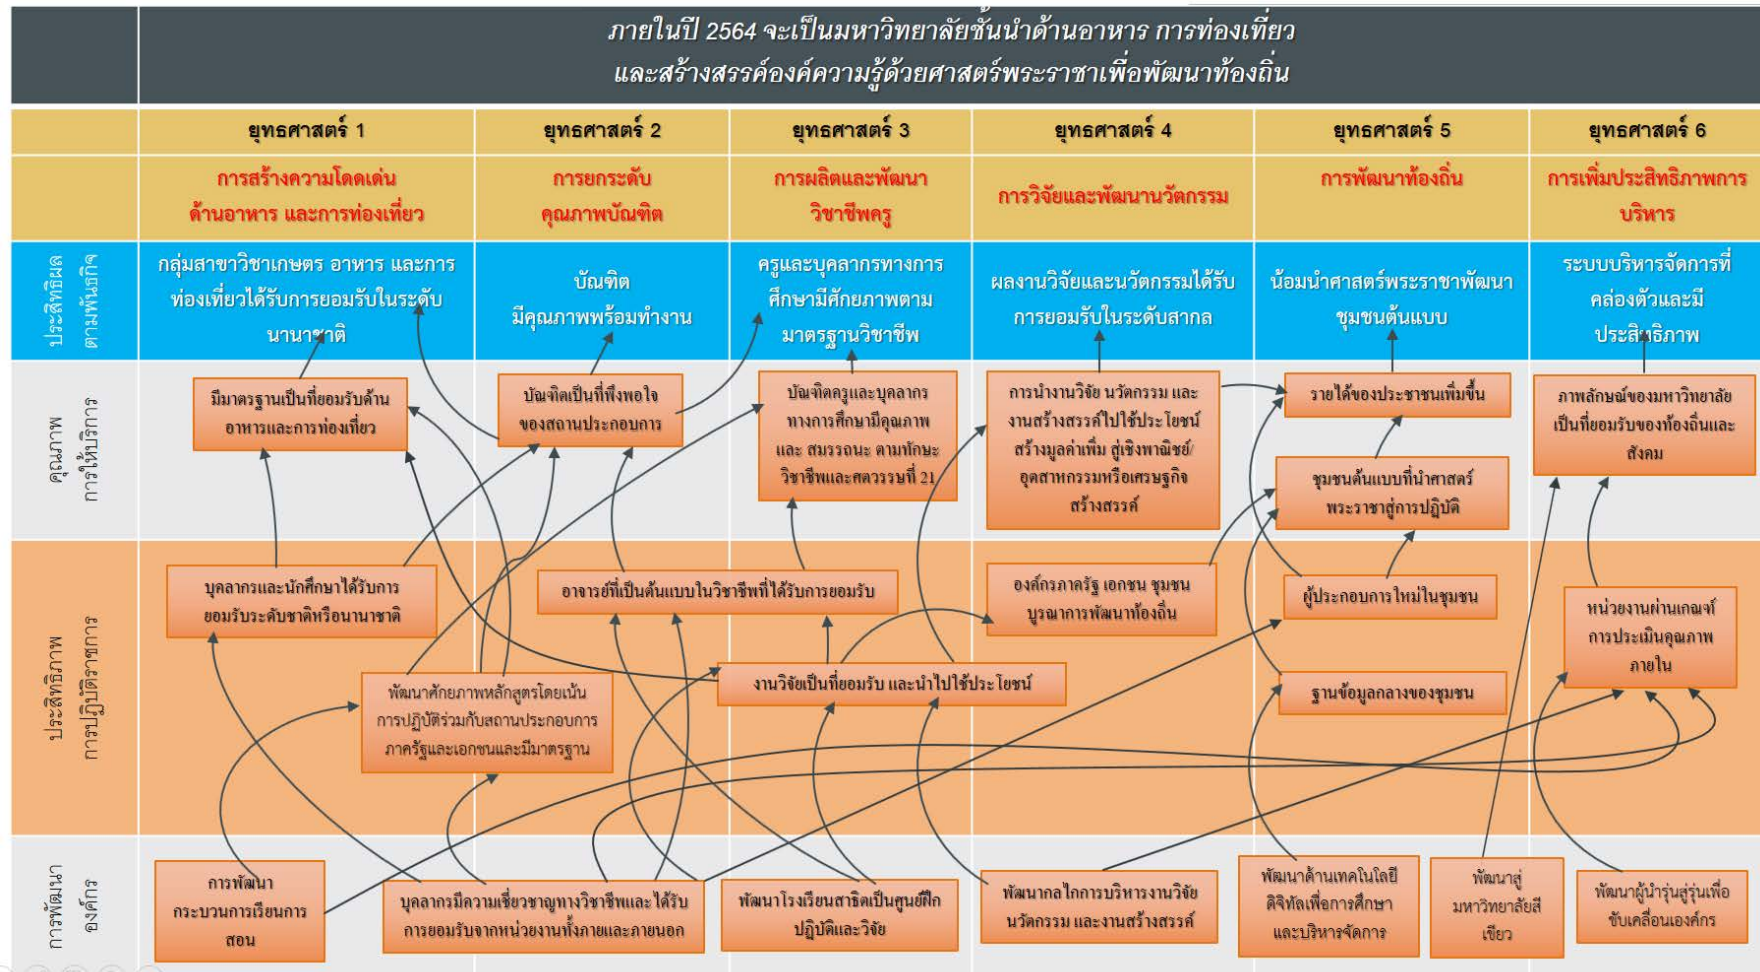 ภายในปี 2564 จะเป็นมหาวิทยาลัยชั้นนำด้านอาหาร การท่องเที่ยว
และสร้างสรรค์องค์ความรู้ด้วยศาสตร์พระราชาเพื่อพัฒนาท้องถิ่น
ยุทธศาสตร์ 1
ยุทธศาสตร์ 2
ยุทธศาสตร์ 3
ยุทธศาสตร์ 4
ยุทธศาสตร์ 5
ยุทธศาสตร์ 6
การสร้างความโดดเด่น
ด้านอาหาร และการท่องเที่ยว
การยกระดับ
คุณภาพบัณฑิต
การผลิตและพัฒนา
วิชาชีพครู
การวิจัยและพัฒนานวัตกรรม
การพัฒนาท้องถิ่น
การเพิ่มประสิทธิภาพการ
บริหาร
ประสิทธิผล
ตามพันธกิจ
กลุ่มสาขาวิชาเกษตร อาหาร และการ
ท่องเที่ยวได้รับการยอมรับในระดับ
นานาชาติ
บัณฑิต
มีคุณภาพพร้อมทำงาน
ครูและบุคลากรทางการ
ศึกษามีศักยภาพตาม
มาตรฐานวิชาชีพ
ผลงานวิจัยและนวัตกรรมได้รับ
การยอมรับในระดับสากล
น้อมนำศาสตร์พระราชาพัฒนา
ชุมชนต้นแบบ
ระบบบริหารจัดการที่
คล่องตัวและมี
ประสิทธิภาพ
คุณภาพ
การให้บริการ
มีมาตรฐานเป็นที่ยอมรับด้าน
อาหารและการท่องเที่ยว
บัณฑิตเป็นที่พึงพอใจ
ของสถานประกอบการ
บัณฑิตครูและบุคลากร
ทางการศึกษามีคุณภาพ
และ สมรรถนะ ตามทักษะ
วิชาชีพและศตวรรษที่ 21
การนำงานวิจัย นวัตกรรม และ
งานสร้างสรรค์ไปใช้ประโยชน์
สร้างมูลค่าเพิ่ม สู่เชิงพาณิชย์/
อุตสาหกรรมหรือเศรษฐกิจ
สร้างสรรค์
รายได้ของประชาชนเพิ่มขึ้น
ชุมชนต้นแบบที่นำศาสตร์
พระราชาสู่การปฏิบัติ
ภาพลักษณ์ของมหาวิทยาลัย
เป็นที่ยอมรับของท้องถิ่นและ
สังคม
ประสิทธิภาพ
การปฏิบัติราชการ
บุคลากรและนักศึกษาได้รับการ
ยอมรับระดับชาติหรือนานาชาติ
อาจารย์ที่เป็นต้นแบบในวิชาชีพที่ได้รับการยอมรับ
องค์กรภาครัฐ เอกชน ชุมชน
บูรณาการพัฒนาท้องถิ่น
ผู้ประกอบการใหม่ในชุมชน
หน่วยงานผ่านเกณฑ์
การประเมินคุณภาพ
ภายใน
พัฒนาศักยภาพหลักสูตรโดยเน้น
การปฏิบัติร่วมกับสถานประกอบการ
ภาครัฐและเอกชนและมีมาตรฐาน
งานวิจัยเป็นที่ยอมรับ และนำไปใช้ประโยชน์
ฐานข้อมูลกลางของชุมชน
การพัฒนา
องค์กร
การพัฒนา
กระบวนการเรียนการ
สอน
บุคลากรมีความเชี่ยวชาญทางวิชาชีพและได้รับ
การยอมรับจากหน่วยงานทั้งภายและภายนอก
พัฒนาโรงเรียนสาธิตเป็นศูนย์ฝึก
ปฏิบัติและวิจัย
พัฒนากลไกการบริหารงานวิจัย
นวัตกรรม และงานสร้างสรรค์
พัฒนาด้านเทคโนโลยี
ดิจิทัลเพื่อการศึกษา
และบริหารจัดการ
พัฒนาสู่
มหาวิทยาลัยสี
เขียว
พัฒนาผู้นำรุ่นสู่รุ่นเพื่อ
ขับเคลื่อนองค์กร